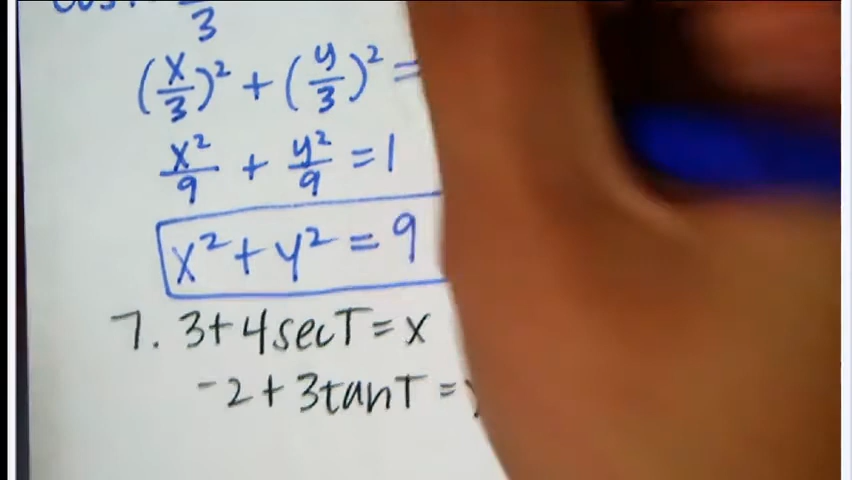 3
(x/3)² + (y/3)² =
x²/9 + y²/9 = 1
x² + y² = 9
7. 3+4secT = x
-2 + 3tanT =